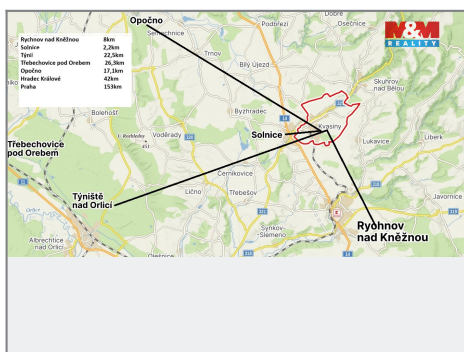 Opočno
Rychnov nad Kněžnou 8km
Solnice 2,2km
Týnii 22,5km
Třebechovice pod Orebem 26,3km
Opočno 17,1km
Hradec Králové 42km
Praha 153km
M&M
REALITY
Podbřezí
Osečnice
Semechnice
Trnov
Bílý Újezd
Skuhrov
nad Bělou
Byzhradec
Bolehošť
Kvasiny
Solnice
Voděrady
Lukavice
Liberk
Třebechovice
pod Orebem
Černíkovice
Lično
Třebešov
Javornice
Týniště
nad Orlicí
Rychnov
nad Kněžnou
Synkov-
Slemeno
Albrechtice
nad Orlicí